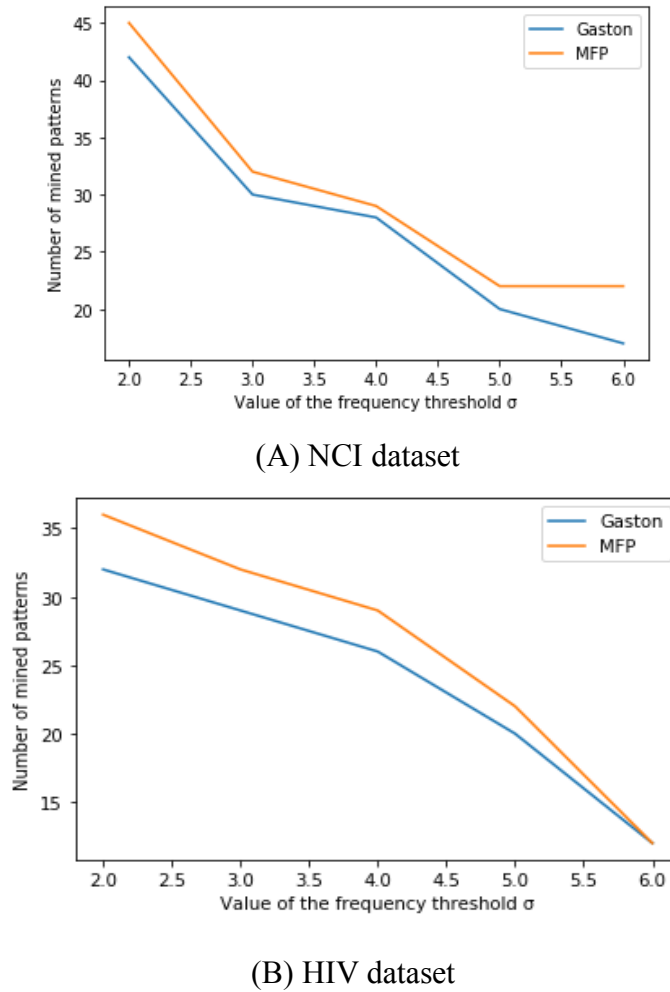 45
40
35
30
25
20
Number of mined patterns
Gaston
MFP
2.0 2.5 3.0 3.5 4.0 4.5 5.0 5.5 6.0
Value of the frequency threshold σ
(A) NCI dataset
35
30
25
20
15
Number of mined patterns
Gaston
MFP
2.0 2.5 3.0 3.5 4.0 4.5 5.0 5.5 6.0
Value of the frequency threshold σ
(B) HIV dataset